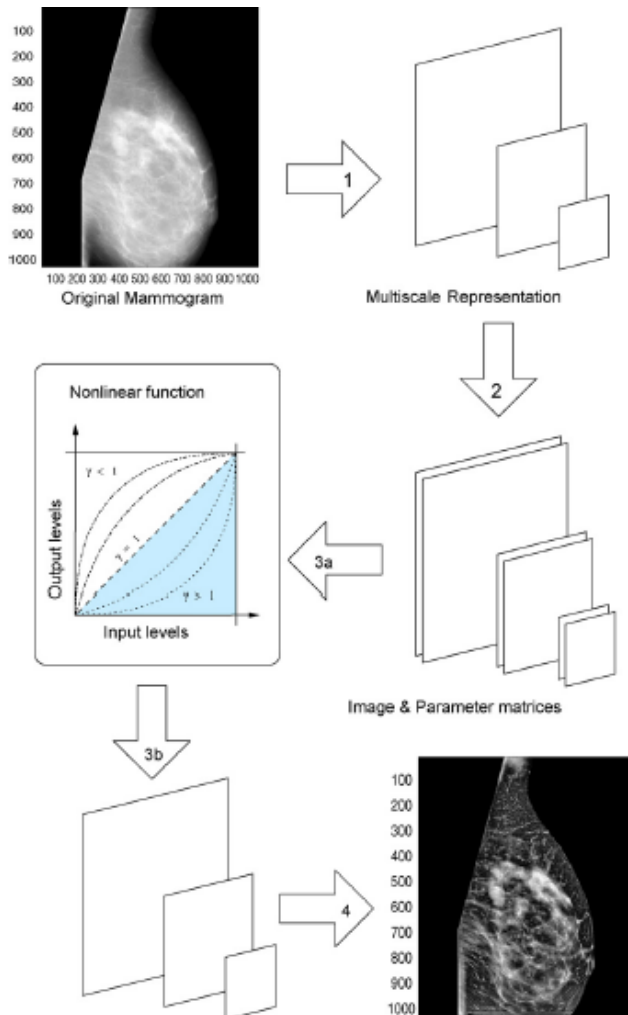 100
200
300
400
500
600
700
800
900
1000
100 200 300 400 500 600 700 800 900 1000
Original Mammogram
1
Multiscale Representation
2
Nonlinear function
Output levels
γ < 1
γ = 1
γ > 1
Input levels
3a
Image & Parameter matrices
3b
4
100
200
300
400
500
600
700
800
900
1000